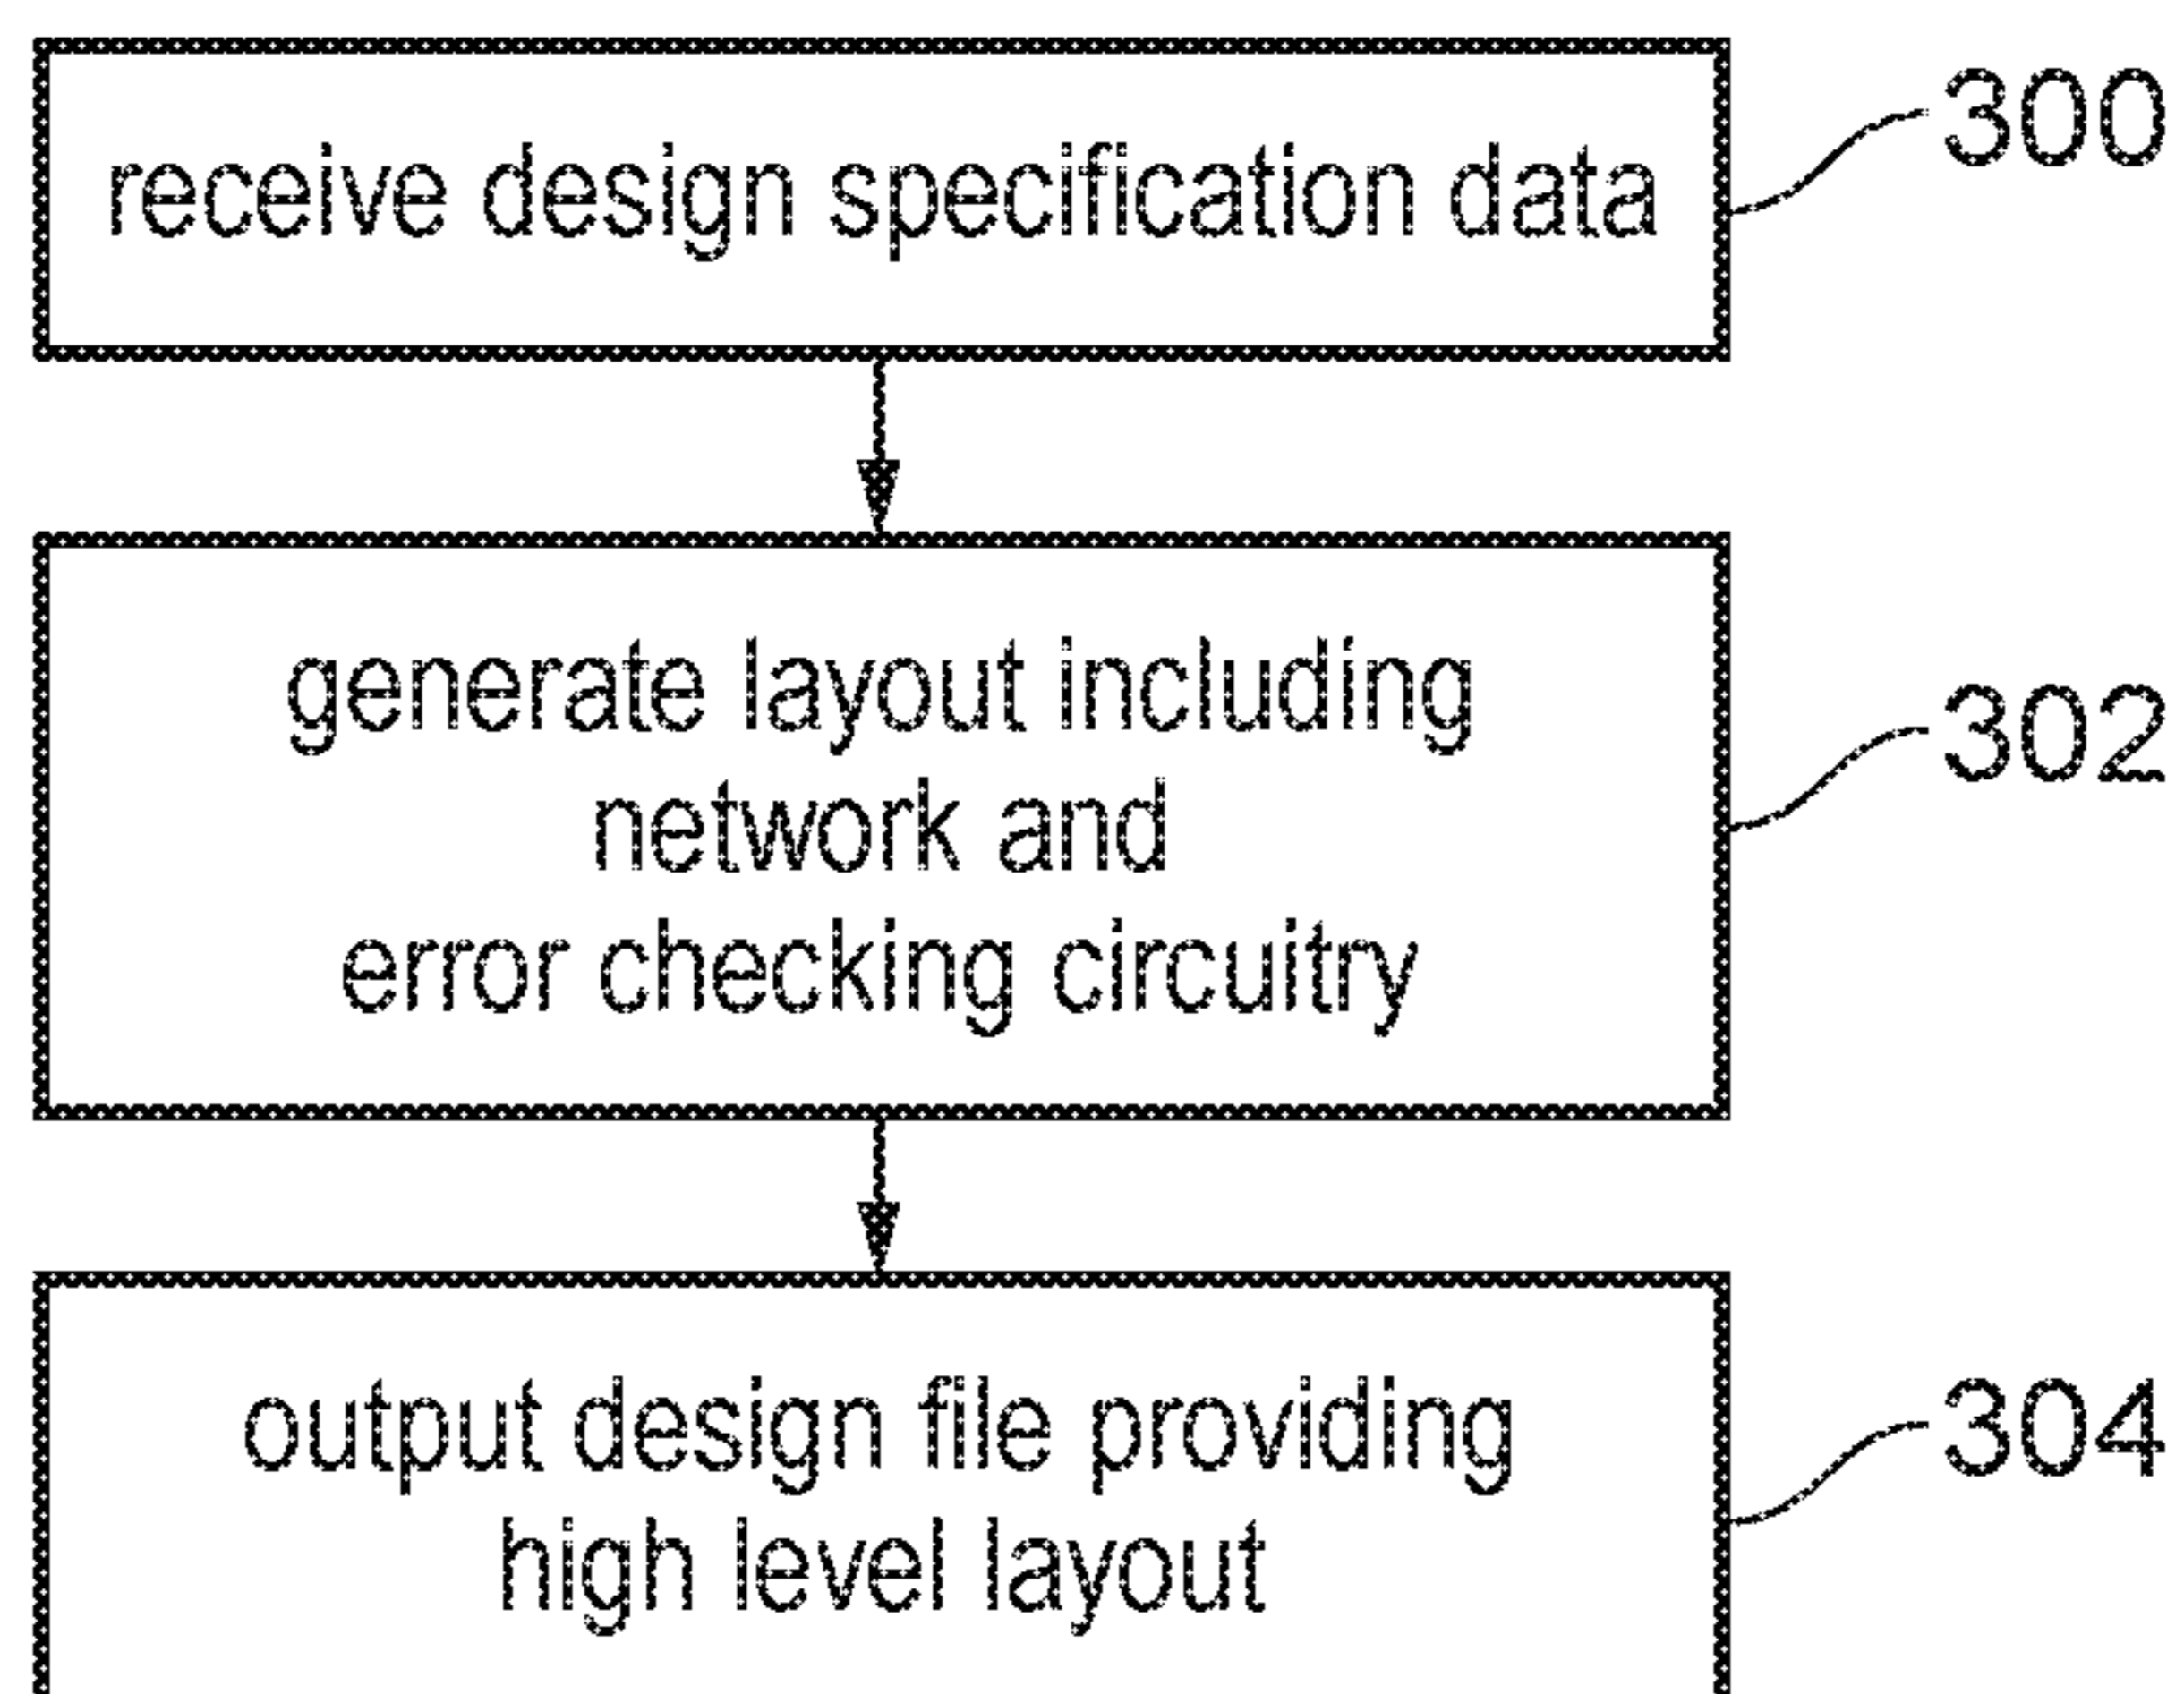 receive design specification data
300
generate layout including
network and
error checking circuitry
302
output design file providing
high level layout
304